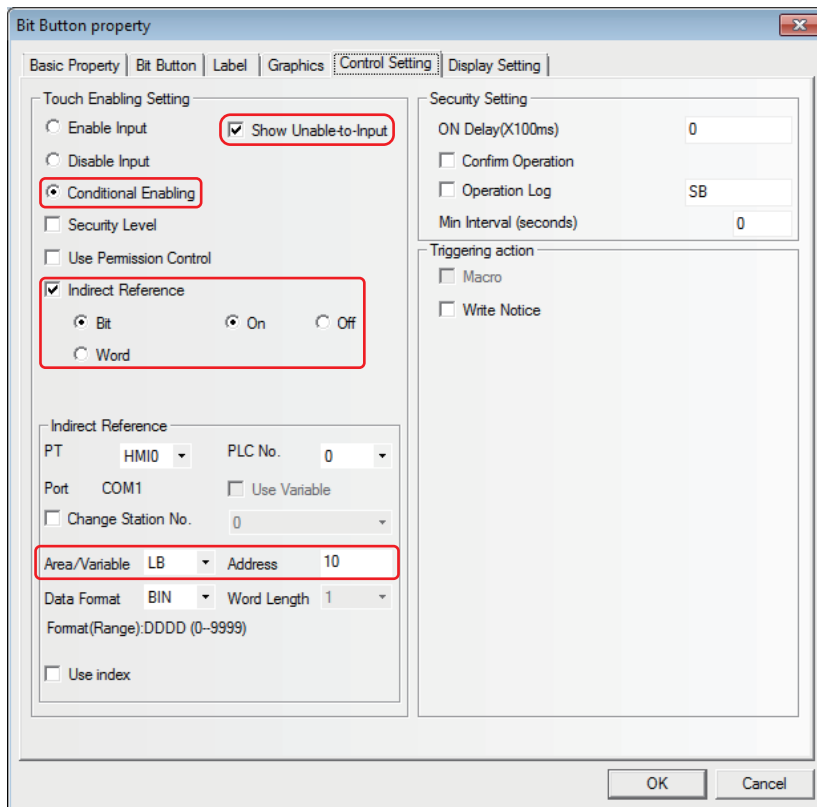 Bit Button property
Basic Property Bit Button Label Graphics Control Setting Display Setting
Touch Enabling Setting
Enable Input Show Unable-to-Input
Disable Input
Conditional Enabling
Security Level
Use Permission Control
Indirect Reference
Bit On Off
Word
Indirect Reference
PT HMI0 PLC No. 0
Port COM1 Use Variable
Change Station No. 0
Area/Variable LB Address 10
Data Format BIN Word Length 1
Format(Range):DDDD (0--9999)
Use index
Security Setting
ON Delay(X100ms) 0
Confirm Operation
Operation Log SB
Min Interval (seconds) 0
Triggering action
Macro
Write Notice
OK Cancel